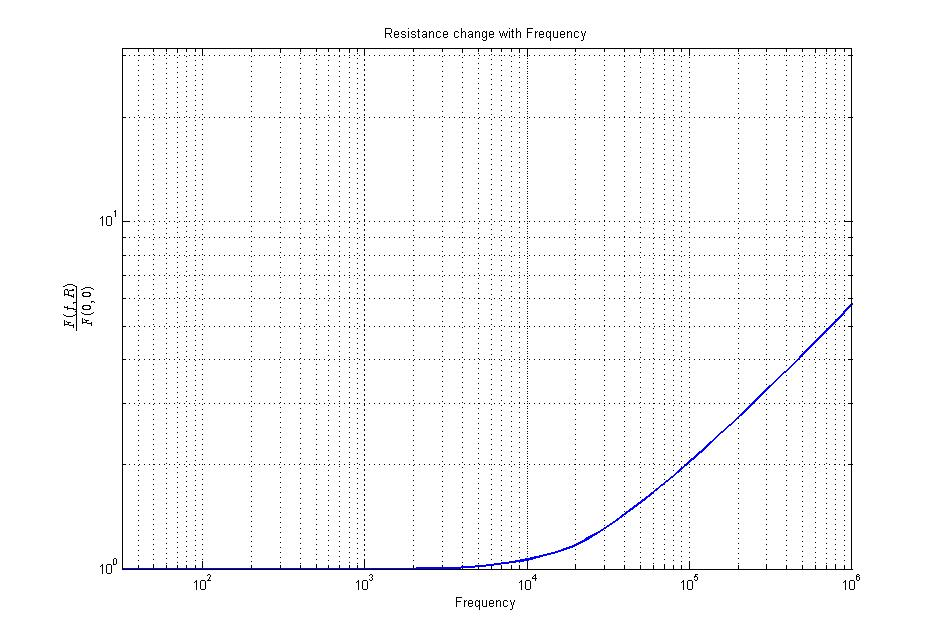 Resistance change with Frequency
10^1
F(f,R)
F(0,0)
10^0
10^2 10^3 10^4 10^5 10^6
Frequency